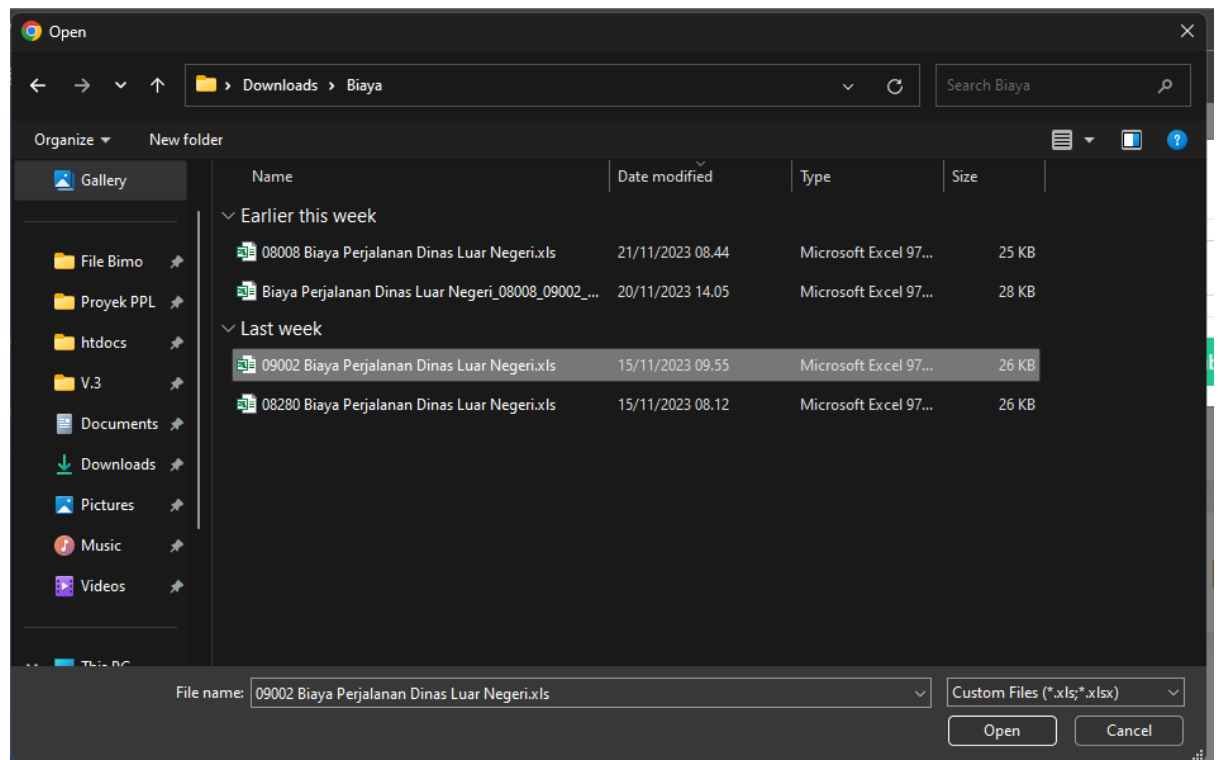 Open
Downloads > Biaya
Search Biaya
Organize
New folder
Gallery
File Bimo
Proyek PPL
htdocs
V.3
Documents
Downloads
Pictures
Music
Videos
This PC
Name Date modified Type Size
Earlier this week
08008 Biaya Perjalanan Dinas Luar Negeri.xls 21/11/2023 08.44 Microsoft Excel 97... 25 KB
Biaya Perjalanan Dinas Luar Negeri_08008_09002_... 20/11/2023 14.05 Microsoft Excel 97... 28 KB
Last week
09002 Biaya Perjalanan Dinas Luar Negeri.xls 15/11/2023 09.55 Microsoft Excel 97... 26 KB
08280 Biaya Perjalanan Dinas Luar Negeri.xls 15/11/2023 08.12 Microsoft Excel 97... 26 KB
File name: 09002 Biaya Perjalanan Dinas Luar Negeri.xls
Custom Files (*.xls;*.xlsx)
Open
Cancel